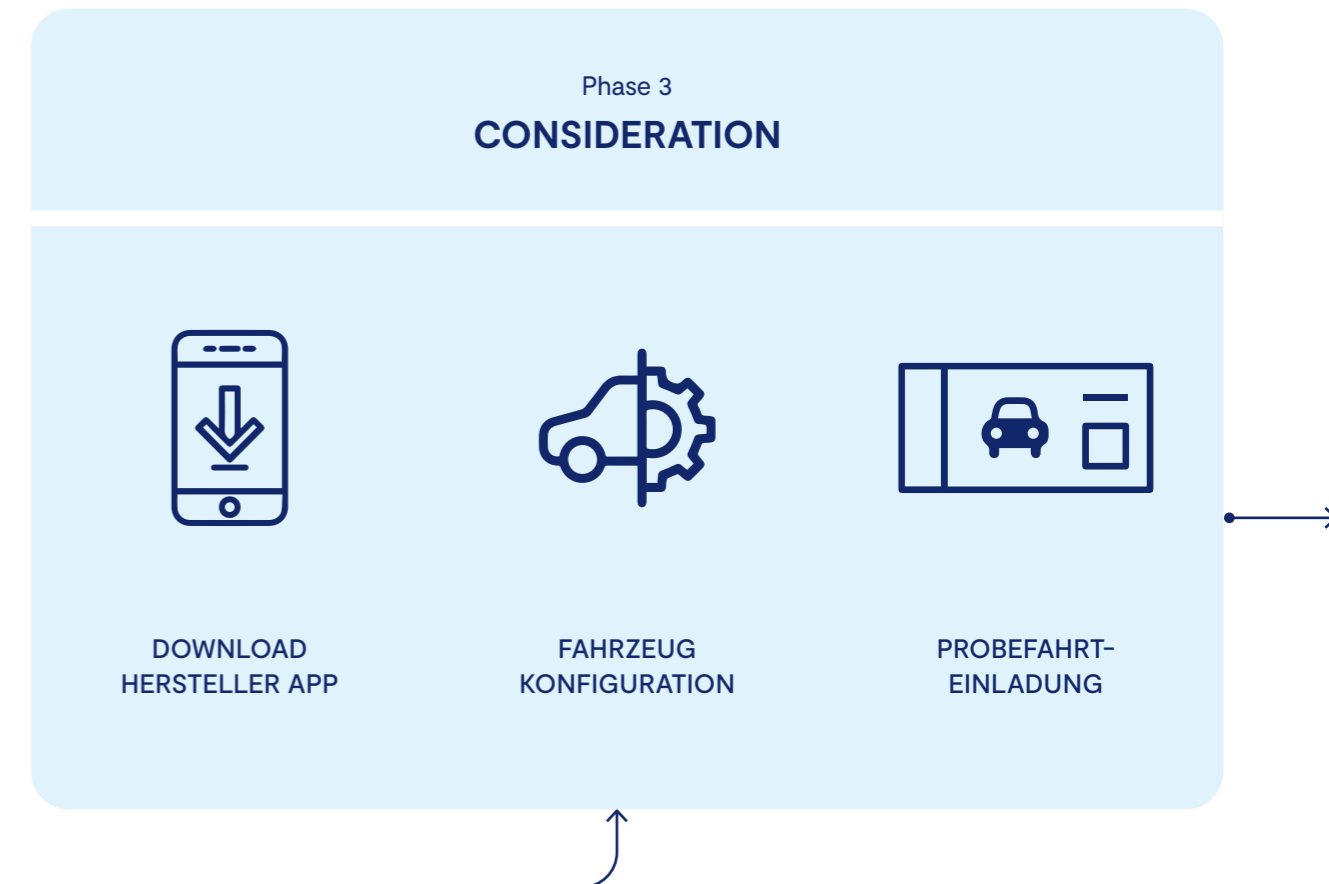 Phase 3
CONSIDERATION
DOWNLOAD
HERSTELLER APP
FAHRZEUG
KONFIGURATION
PROBEFAHRT-
EINLADUNG